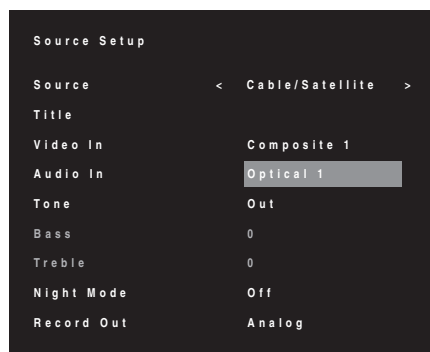 Source Setup
Source < Cable/Satellite >
Title
Video In Composite 1
Audio In Optical 1
Tone Out
Bass 0
Treble 0
Night Mode Off
Record Out Analog